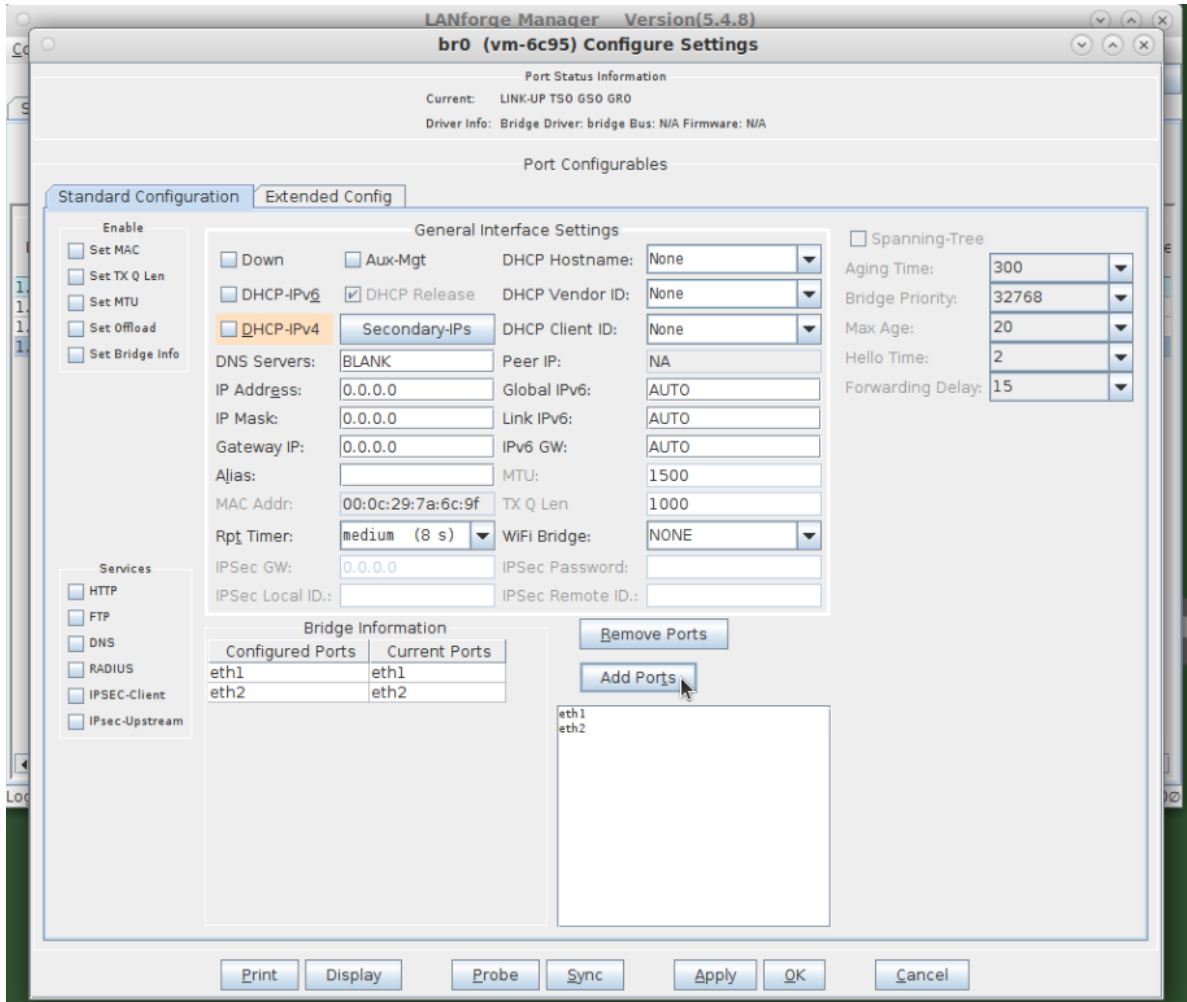 LANforge Manager Version(5.4.8)
br0 (vm-6c95) Configure Settings
Port Status Information
Current: LINK-UP TSO GSO GRO
Driver Info: Bridge Driver: bridge Bus: N/A Firmware: N/A
Port Configurables
Standard Configuration Extended Config
Enable
Set MAC
Set TX Q Len
Set MTU
Set Offload
Set Bridge Info
General Interface Settings
Down Aux-Mgt DHCP Hostname: None
DHCP-IPv6 DHCP Release DHCP Vendor ID: None
DHCP-IPv4 Secondary-IPs DHCP Client ID: None
DNS Servers: BLANK Peer IP: NA
IP Address: 0.0.0.0 Global IPv6: AUTO
IP Mask: 0.0.0.0 Link IPv6: AUTO
Gateway IP: 0.0.0.0 IPv6 GW: AUTO
Alias: MTU: 1500
MAC Addr: 00:0c:29:7a:6c:9f TX Q Len 1000
Rpt Timer: medium (8 s) WiFi Bridge: NONE
IPSec GW: 0.0.0.0 IPSec Password:
IPSec Local ID.: IPSec Remote ID.:
Spanning-Tree
Aging Time: 300
Bridge Priority: 32768
Max Age: 20
Hello Time: 2
Forwarding Delay: 15
Services
HTTP
FTP
DNS
RADIUS
IPSEC-Client
IPsec-Upstream
Bridge Information
Configured Ports Current Ports
eth1 eth1
eth2 eth2
Remove Ports
Add Ports
eth1
eth2
Print Display Probe Sync Apply OK Cancel